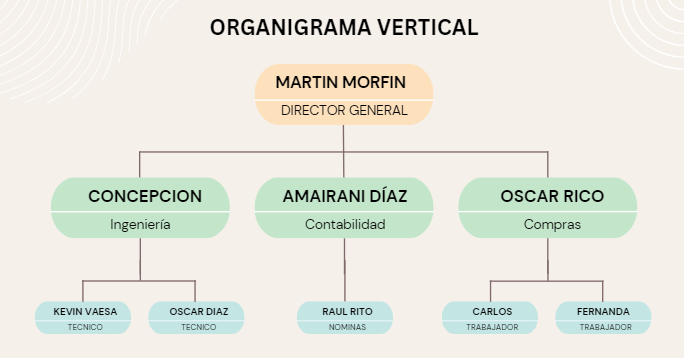 ORGANIGRAMA VERTICAL
MARTIN MORFIN
DIRECTOR GENERAL
CONCEPCION
Ingeniería
AMAIRANI DÍAZ
Contabilidad
OSCAR RICO
Compras
KEVIN VAESA
TECNICO
OSCAR DIAZ
TECNICO
RAUL RITO
NOMINAS
CARLOS
TRABAJADOR
FERNANDA
TRABAJADOR